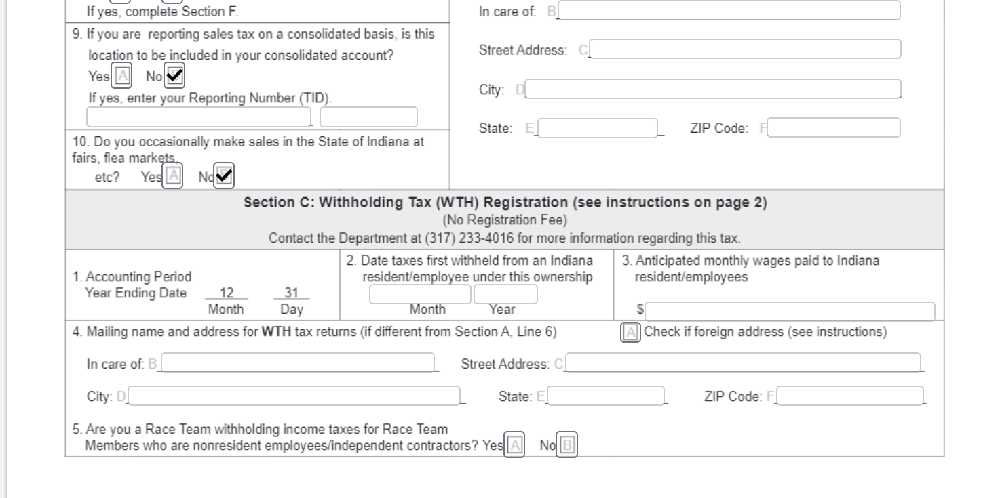 If yes, complete Section F.
9. If you are reporting sales tax on a consolidated basis, is this
location to be included in your consolidated account?
Yes A No
If yes, enter your Reporting Number (TID).
10. Do you occasionally make sales in the State of Indiana at
fairs, flea markets,
etc? Yes A No
In care of: B
Street Address: C
City: D
State: E ZIP Code: F
Section C: Withholding Tax (WTH) Registration (see instructions on page 2)
(No Registration Fee)
Contact the Department at (317) 233-4016 for more information regarding this tax.
1. Accounting Period
Year Ending Date 12 31
Month Day
2. Date taxes first withheld from an Indiana
resident/employee under this ownership
Month Year
3. Anticipated monthly wages paid to Indiana
resident/employees
$
4. Mailing name and address for WTH tax returns (if different from Section A, Line 6) A Check if foreign address (see instructions)
In care of: B Street Address: C
City: D State: E ZIP Code: F
5. Are you a Race Team withholding income taxes for Race Team
Members who are nonresident employees/independent contractors? Yes A No B